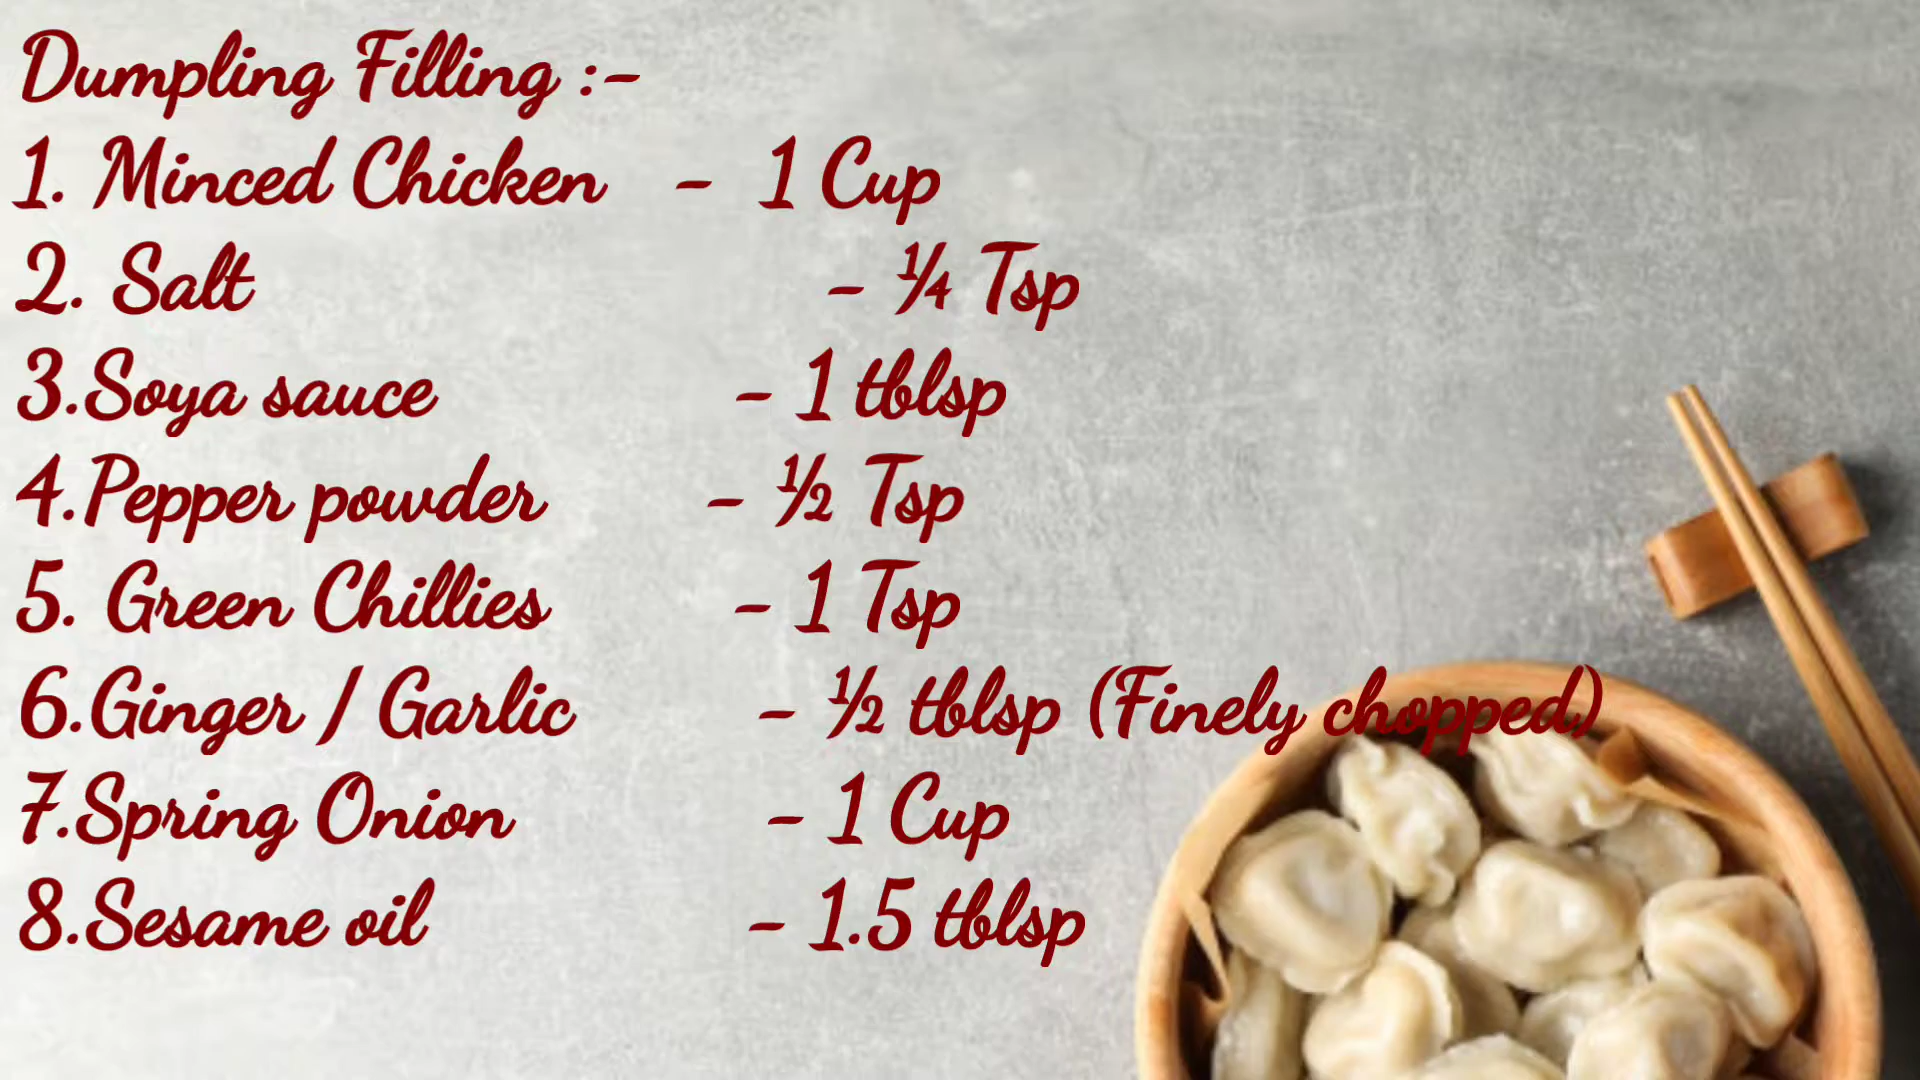 Dumpling Filling :-
1. Minced Chicken - 1 Cup
2. Salt - ¼ Tsp
3.Soya sauce - 1 tblsp
4.Pepper powder - ½ Tsp
5. Green Chillies - 1 Tsp
6.Ginger / Garlic - ½ tblsp (Finely chopped)
7.Spring Onion - 1 Cup
8.Sesame oil - 1.5 tblsp